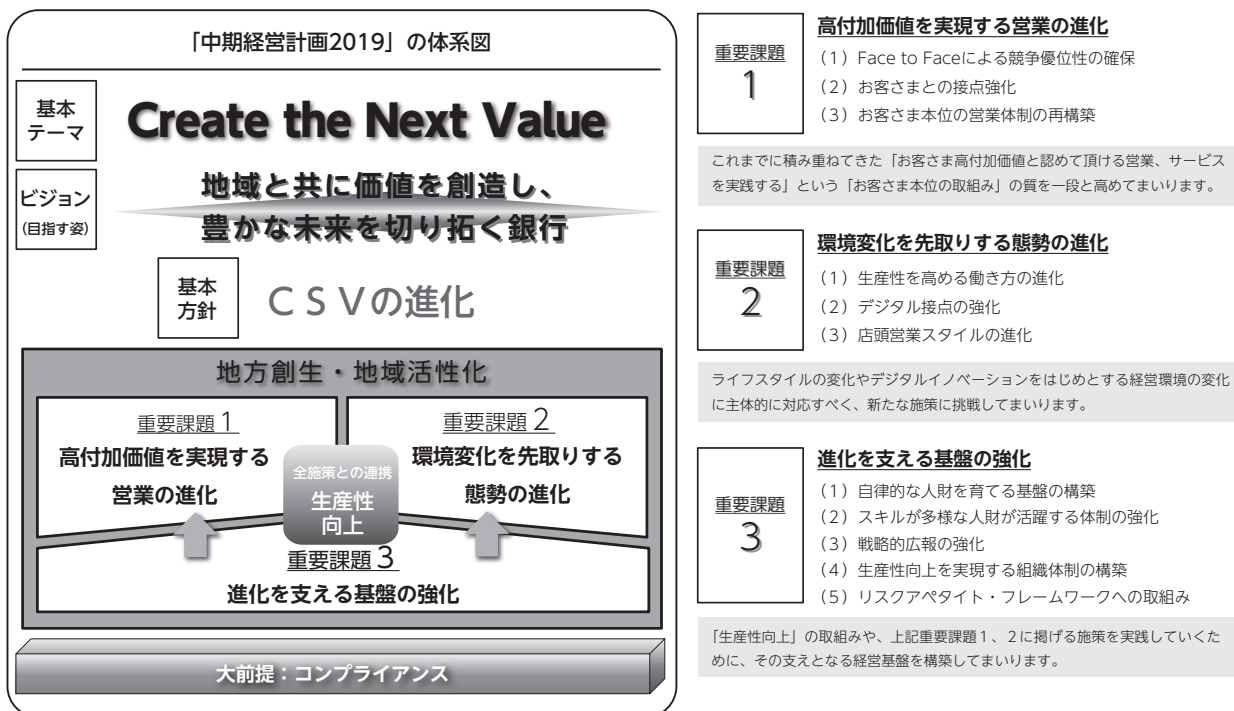 「中期経営計画2019」の体系図
基本
テーマ
Create the Next Value
ビジョン
(目指す姿)
地域と共に価値を創造し、
豊かな未来を切り拓く銀行
基本
方針
ＣＳＶの進化
地方創生・地域活性化
重要課題 1
高付加価値を実現する
営業の進化
重要課題 2
環境変化を先取りする
態勢の進化
全施策との連携
生産性
向上
重要課題 3
進化を支える基盤の強化
大前提：コンプライアンス
重要課題
1
高付加価値を実現する営業の進化
（1）Face to Faceによる競争優位性の確保
（2）お客さまとの接点強化
（3）お客さま本位の営業体制の再構築
これまでに積み重ねてきた「お客さま高付加価値と認めて頂ける営業、サービス
を実践する」という「お客さま本位の取組み」の質を一段と高めてまいります。
重要課題
2
環境変化を先取りする態勢の進化
（1）生産性を高める働き方の進化
（2）デジタル接点の強化
（3）店頭営業スタイルの進化
ライフスタイルの変化やデジタルイノベーションをはじめとする経営環境の変化
に主体的に対応すべく、新たな施策に挑戦してまいります。
重要課題
3
進化を支える基盤の強化
（1）自律的な人財を育てる基盤の構築
（2）スキルが多様な人財が活躍する体制の強化
（3）戦略的広報の強化
（4）生産性向上を実現する組織体制の構築
（5）リスクアペタイト・フレームワークへの取組み
「生産性向上」の取組みや、上記重要課題１、２に掲げる施策を実践していくた
めに、その支えとなる経営基盤を構築してまいります。